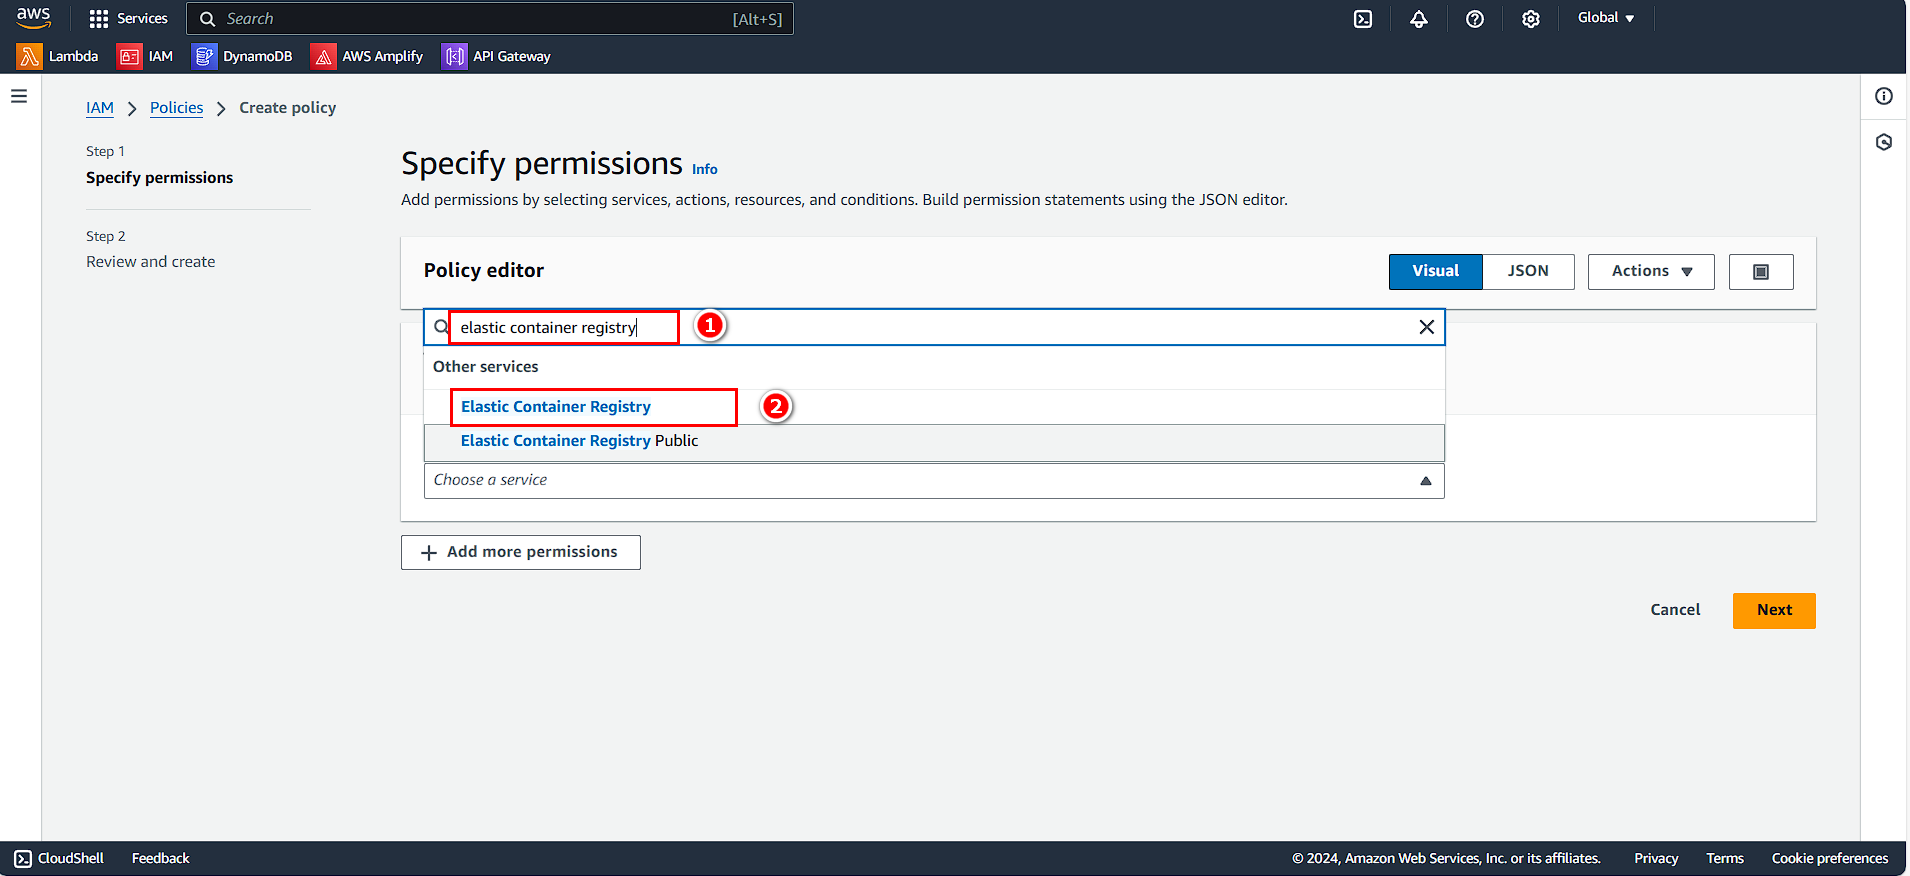 aws Services Search [Alt+S] Global
Lambda IAM DynamoDB AWS Amplify API Gateway
IAM Policies Create policy
Step 1
Specify permissions
Step 2
Review and create
Specify permissions Info
Add permissions by selecting services, actions, resources, and conditions. Build permission statements using the JSON editor.
Policy editor Visual JSON Actions
elastic container registry 1
Other services
Elastic Container Registry 2
Elastic Container Registry Public
Choose a service
Add more permissions
Cancel Next
CloudShell Feedback © 2024, Amazon Web Services, Inc. or its affiliates. Privacy Terms Cookie preferences